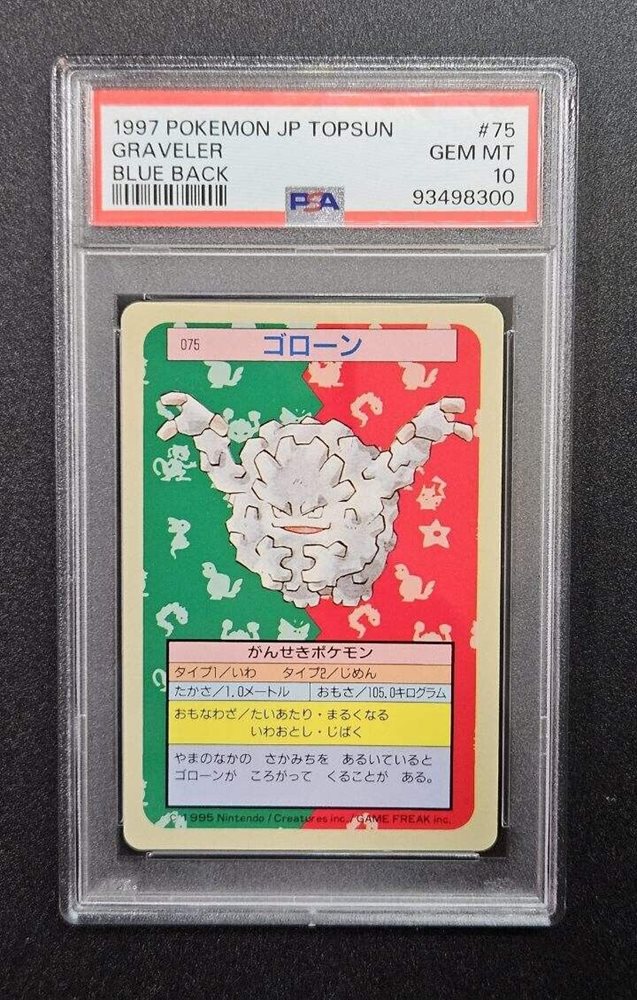 1997 POKEMON JP TOPSUN #75
GRAVELER GEM MT
BLUE BACK 10
PSA 93498300
075 ゴローン
がんせきポケモン
タイプ1/いわ タイプ2/じめん
たかさ/1.0メートル おもさ/105.0キログラム
おもなわざ/たいあたり・まるくなる
いわおとし・じばく
やまのなかの さかみちを あるいていると
ゴローンが ころがって くることが ある。
©1995 Nintendo/Creatures inc./GAME FREAK inc.